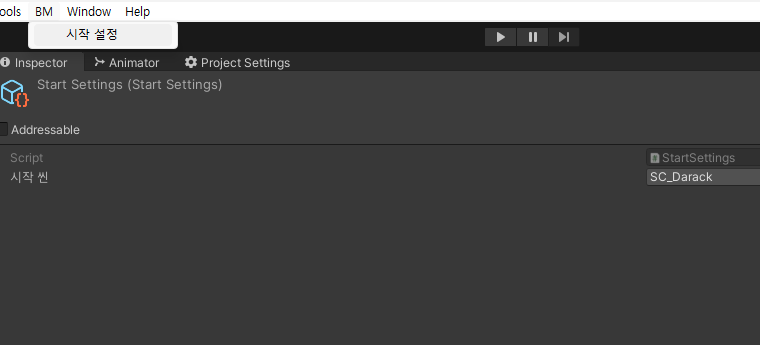 ools BM Window Help
시작 설정
Inspector Animator Project Settings
Start Settings (Start Settings)
Addressable
Script StartSettings
시작 씬 SC_Darack